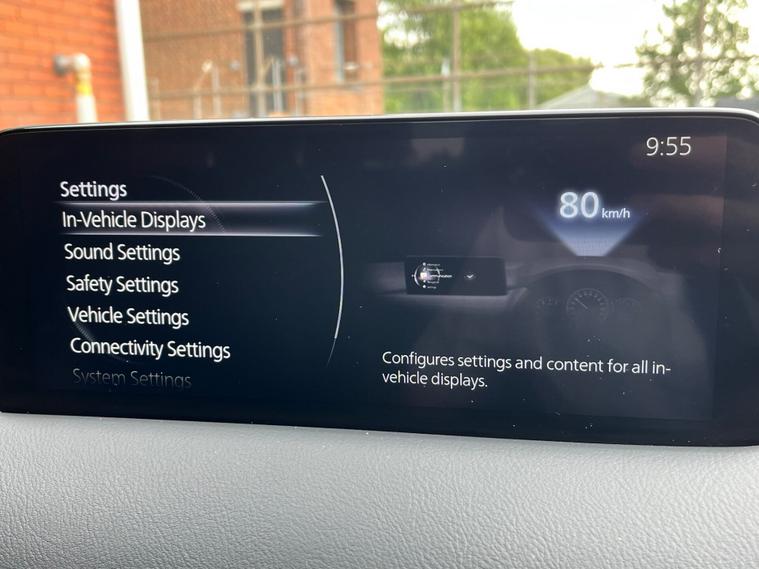 9:55
Settings
In-Vehicle Displays
Sound Settings
Safety Settings
Vehicle Settings
Connectivity Settings
System Settings
80 km/h
Configures settings and content for all in-
vehicle displays.